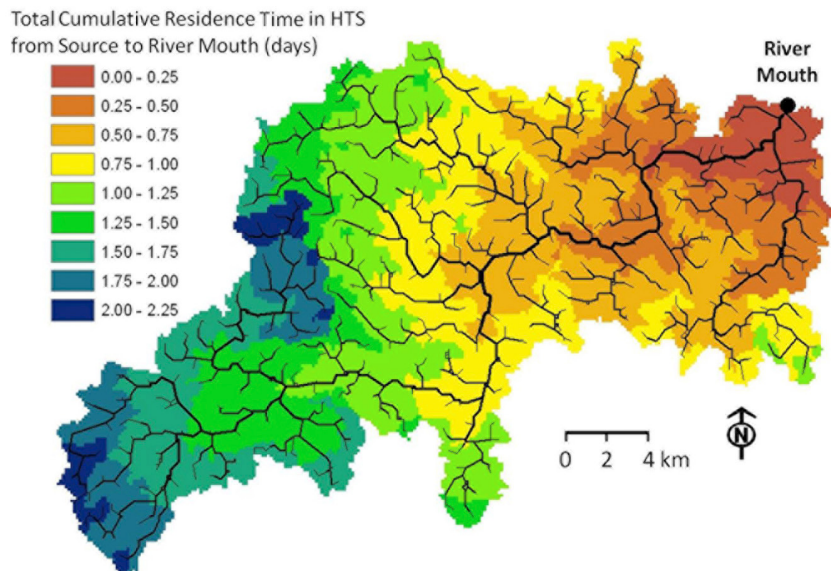 Total Cumulative Residence Time in HTS
from Source to River Mouth (days)
0.00 - 0.25
0.25 - 0.50
0.50 - 0.75
0.75 - 1.00
1.00 - 1.25
1.25 - 1.50
1.50 - 1.75
1.75 - 2.00
2.00 - 2.25
River
Mouth
N
0 2 4 km